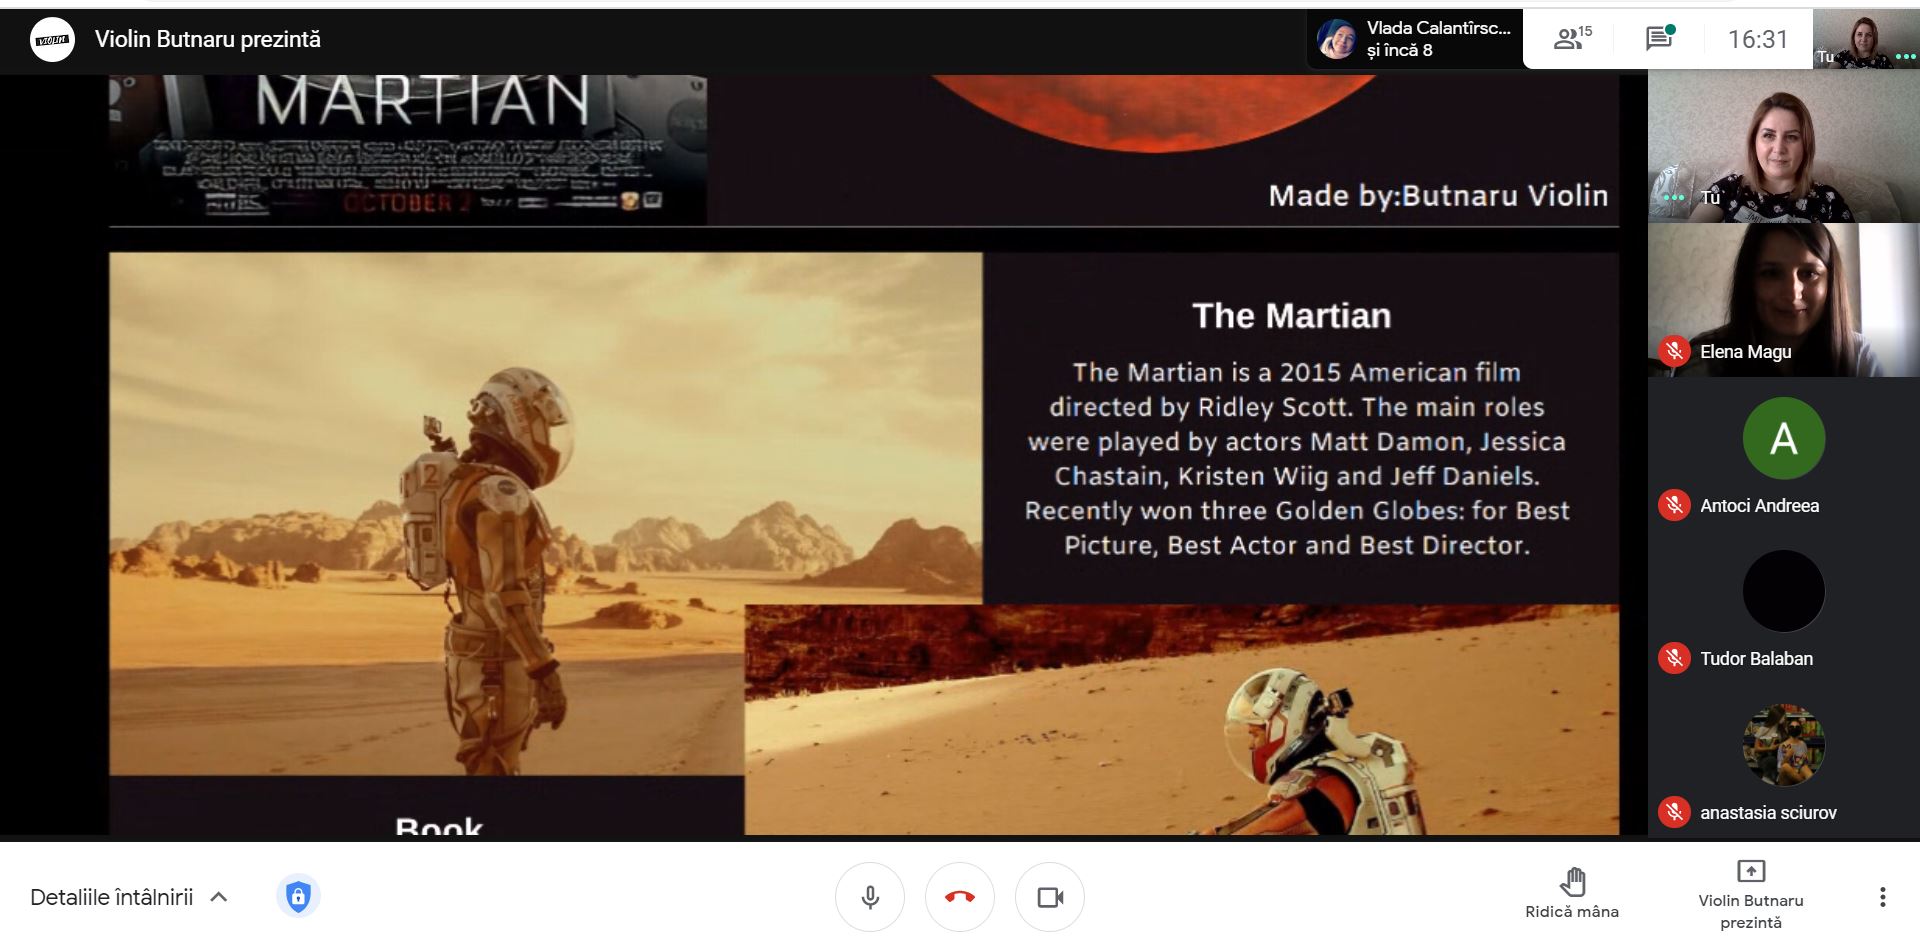 VIOLIN
Violin Butnaru prezintă
Vlada Calantîrsc...
și încă 8
15
16:31
Tu
MARTIAN
OCTOBER 2
Made by:Butnaru Violin
Tu
The Martian
The Martian is a 2015 American film
directed by Ridley Scott. The main roles
were played by actors Matt Damon, Jessica
Chastain, Kristen Wiig and Jeff Daniels.
Recently won three Golden Globes: for Best
Picture, Best Actor and Best Director.
2
Book
Elena Magu
A
Antoci Andreea
Tudor Balaban
anastasia sciurov
Detaliile întâlnirii
Ridică mâna
Violin Butnaru
prezintă